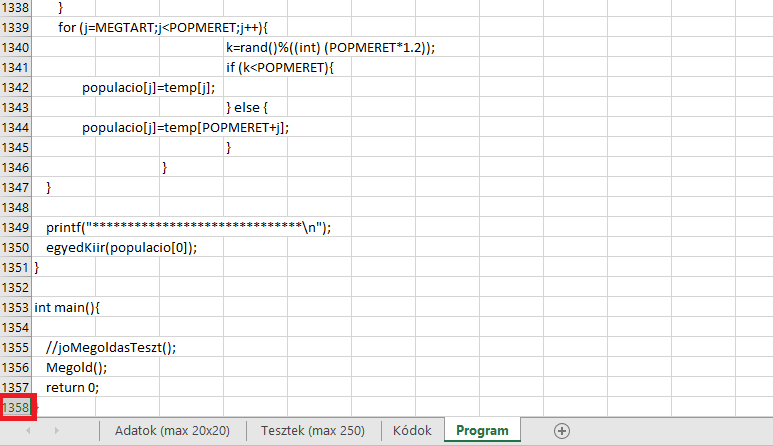 1338 }
1339 for (j=MEGTART;j<POPMERET;j++){
1340 k=rand()%((int) (POPMERET*1.2));
1341 if (k<POPMERET){
1342 populacio[j]=temp[j];
1343 } else {
1344 populacio[j]=temp[POPMERET+j];
1345 }
1346 }
1347 }
1348
1349 printf("******************************\n");
1350 egyedKiir(populacio[0]);
1351 }
1352
1353 int main(){
1354
1355 //joMegoldasTeszt();
1356 Megold();
1357 return 0;
1358 }
Adatok (max 20x20) Tesztek (max 250) Kódok Program